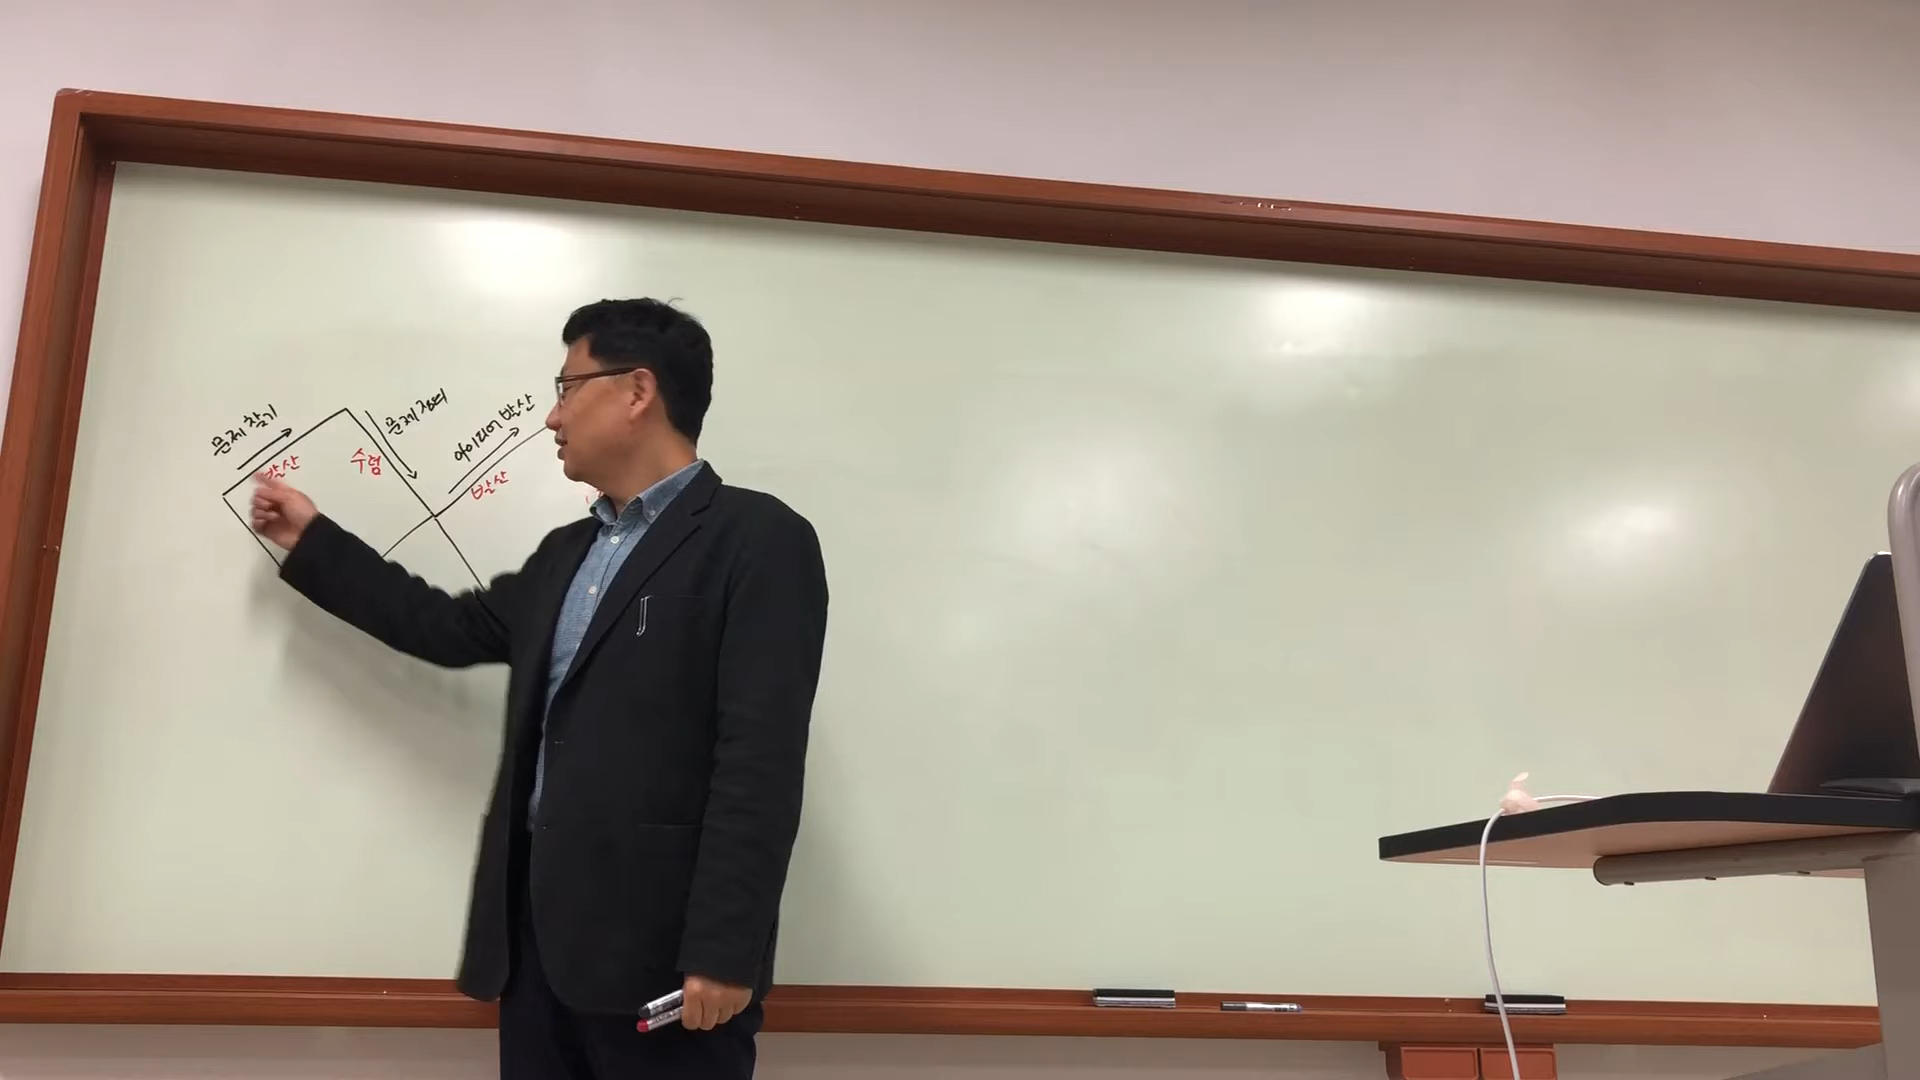 문제 찾기
발산
문제 정의
수렴
아이디어 발산
발산